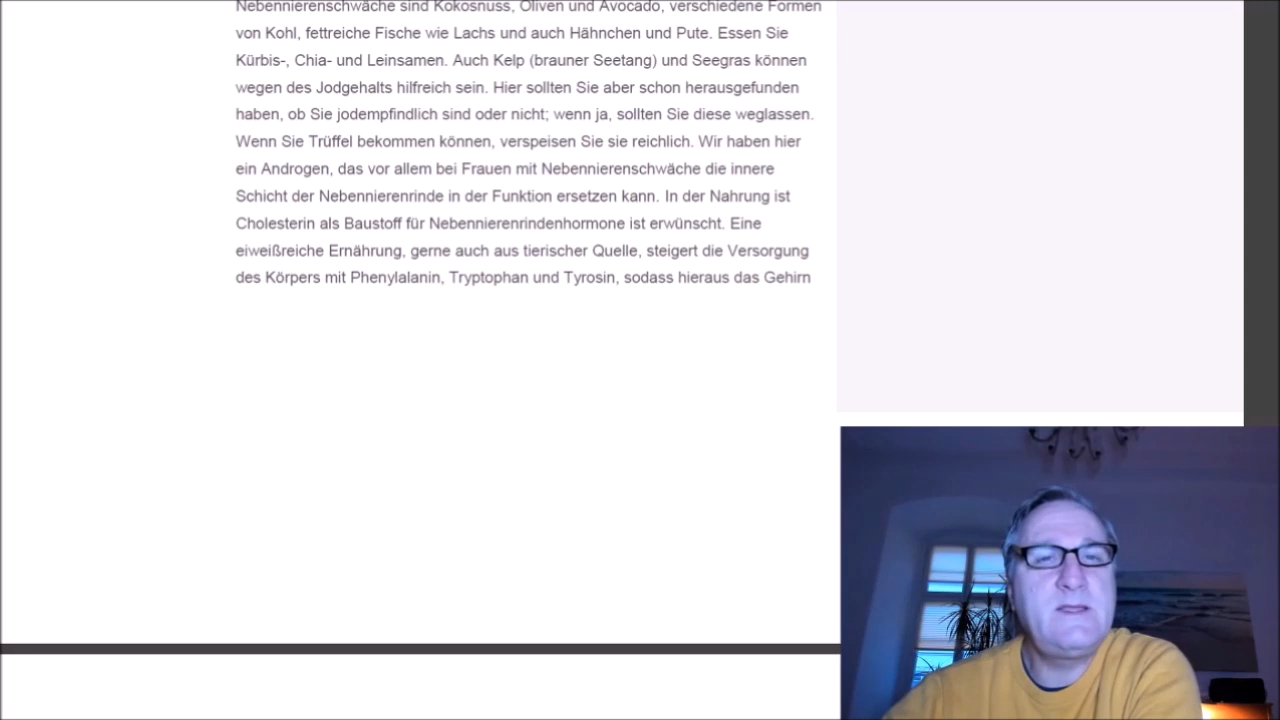 Nebennierenschwäche sind Kokosnuss, Oliven und Avocado, verschiedene Formen
von Kohl, fettreiche Fische wie Lachs und auch Hähnchen und Pute. Essen Sie
Kürbis-, Chia- und Leinsamen. Auch Kelp (brauner Seetang) und Seegras können
wegen des Jodgehalts hilfreich sein. Hier sollten Sie aber schon herausgefunden
haben, ob Sie jodempfindlich sind oder nicht; wenn ja, sollten Sie diese weglassen.
Wenn Sie Trüffel bekommen können, verspeisen Sie sie reichlich. Wir haben hier
ein Androgen, das vor allem bei Frauen mit Nebennierenschwäche die innere
Schicht der Nebennierenrinde in der Funktion ersetzen kann. In der Nahrung ist
Cholesterin als Baustoff für Nebennierenrindenhormone ist erwünscht. Eine
eiweißreiche Ernährung, gerne auch aus tierischer Quelle, steigert die Versorgung
des Körpers mit Phenylalanin, Tryptophan und Tyrosin, sodass hieraus das Gehirn